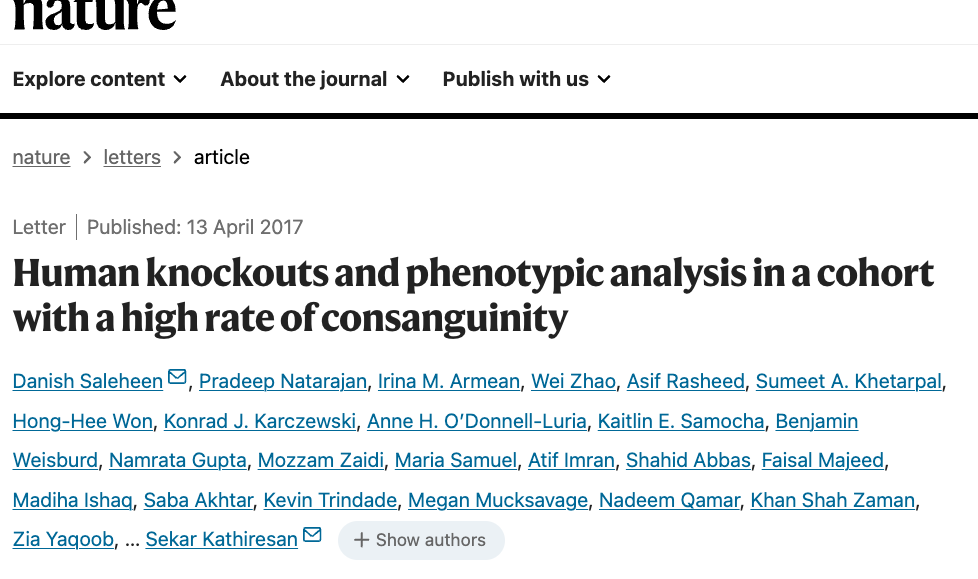 nature
Explore content
About the journal
Publish with us
nature > letters > article
Letter | Published: 13 April 2017
Human knockouts and phenotypic analysis in a cohort
with a high rate of consanguinity
Danish Saleheen, Pradeep Natarajan, Irina M. Armean, Wei Zhao, Asif Rasheed, Sumeet A. Khetarpal,
Hong-Hee Won, Konrad J. Karczewski, Anne H. O’Donnell-Luria, Kaitlin E. Samocha, Benjamin
Weisburd, Namrata Gupta, Mozzam Zaidi, Maria Samuel, Atif Imran, Shahid Abbas, Faisal Majeed,
Madiha Ishaq, Saba Akhtar, Kevin Trindade, Megan Mucksavage, Nadeem Qamar, Khan Shah Zaman,
Zia Yaqoob, … Sekar Kathiresan + Show authors